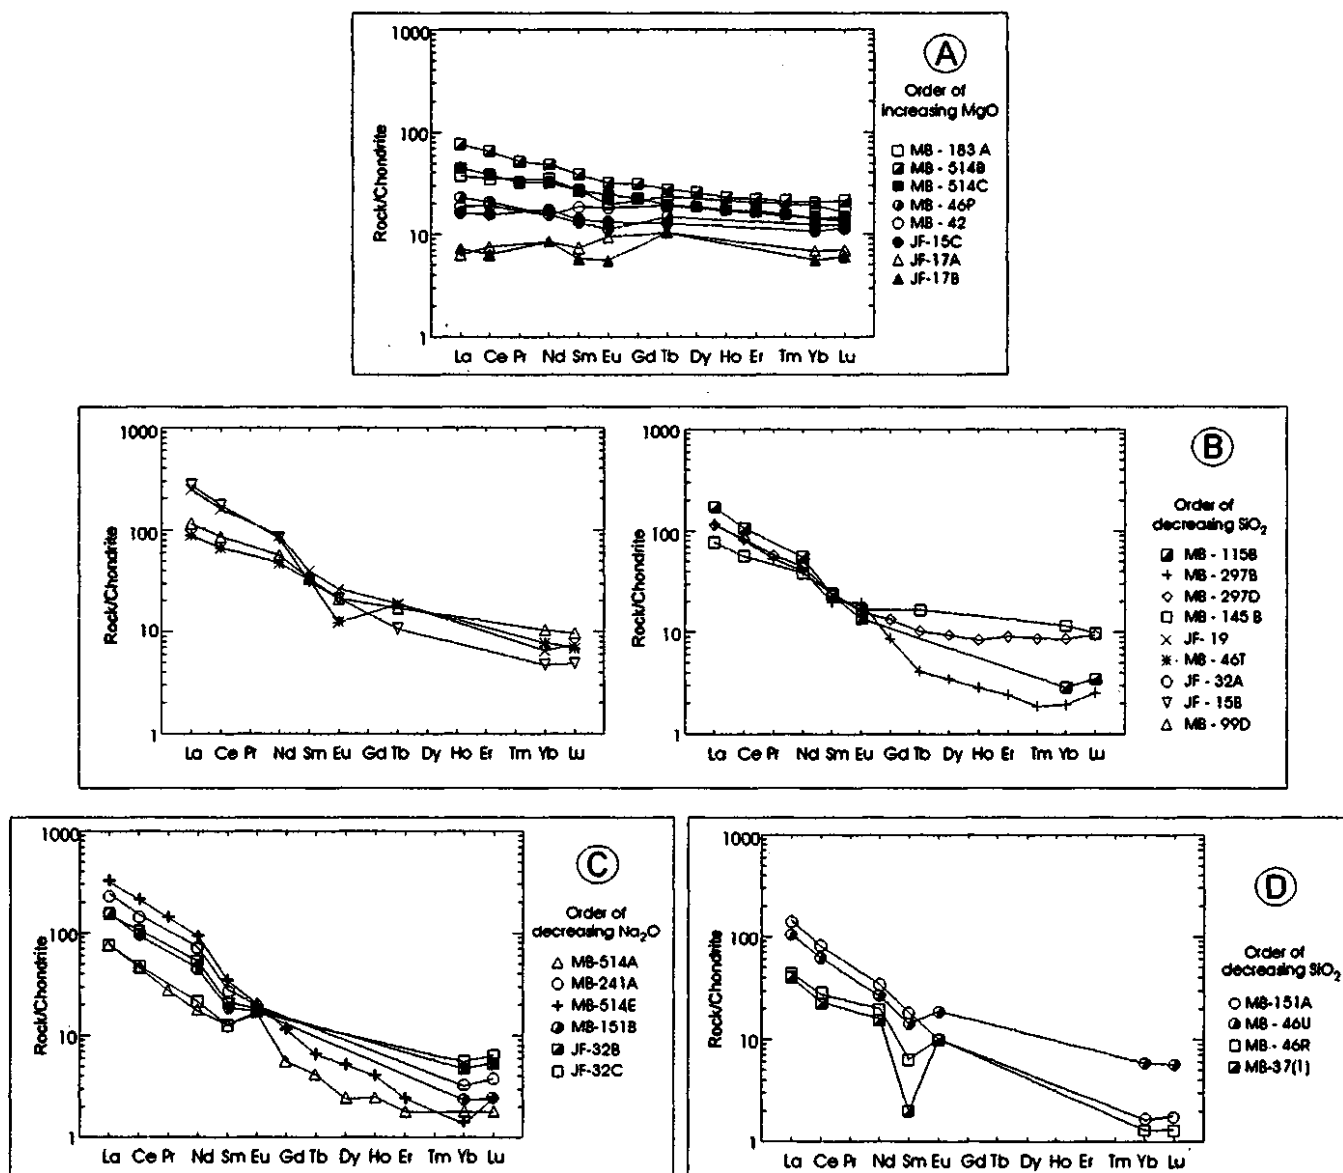 A
Order of
increasing MgO
1000
100
10
1
Rock/Chondrite
La Ce Pr Nd Sm Eu Gd Tb Dy Ho Er Tm Yb Lu
MB - 183 A
MB - 514B
MB - 514C
MB - 46P
MB - 42
JF-15C
JF-17A
JF-17B
1000
100
10
1
Rock/Chondrite
La Ce Pr Nd Sm Eu Gd Tb Dy Ho Er Tm Yb Lu
1000
100
10
1
Rock/Chondrite
La Ce Pr Nd Sm Eu Gd Tb Dy Ho Er Tm Yb Lu
B
Order of
decreasing SiO₂
MB - 115B
MB - 297B
MB - 297D
MB - 145 B
JF - 19
MB - 46T
JF - 32A
JF - 15B
MB - 99D
1000
100
10
1
Rock/Chondrite
La Ce Pr Nd Sm Eu Gd Tb Dy Ho Er Tm Yb Lu
C
Order of
decreasing Na₂O
MB-514A
MB-241A
MB-514E
MB-151B
JF-32B
JF-32C
1000
100
10
1
Rock/Chondrite
La Ce Pr Nd Sm Eu Gd Tb Dy Ho Er Tm Yb Lu
D
Order of
decreasing SiO₂
MB-151A
MB - 46U
MB - 46R
MB-37(1)